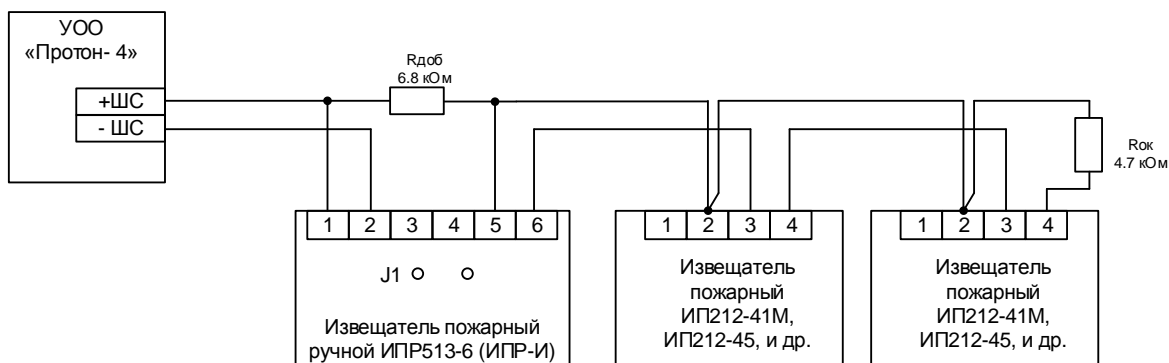 УОО
«Протон- 4»
+ШС
- ШС
Rдоб
6.8 кОм
Rок
4.7 кОм
1 2 3 4 5 6
J1
Извещатель пожарный
ручной ИПР513-6 (ИПР-И)
1 2 3 4
Извещатель
пожарный
ИП212-41М,
ИП212-45, и др.
1 2 3 4
Извещатель
пожарный
ИП212-41М,
ИП212-45, и др.